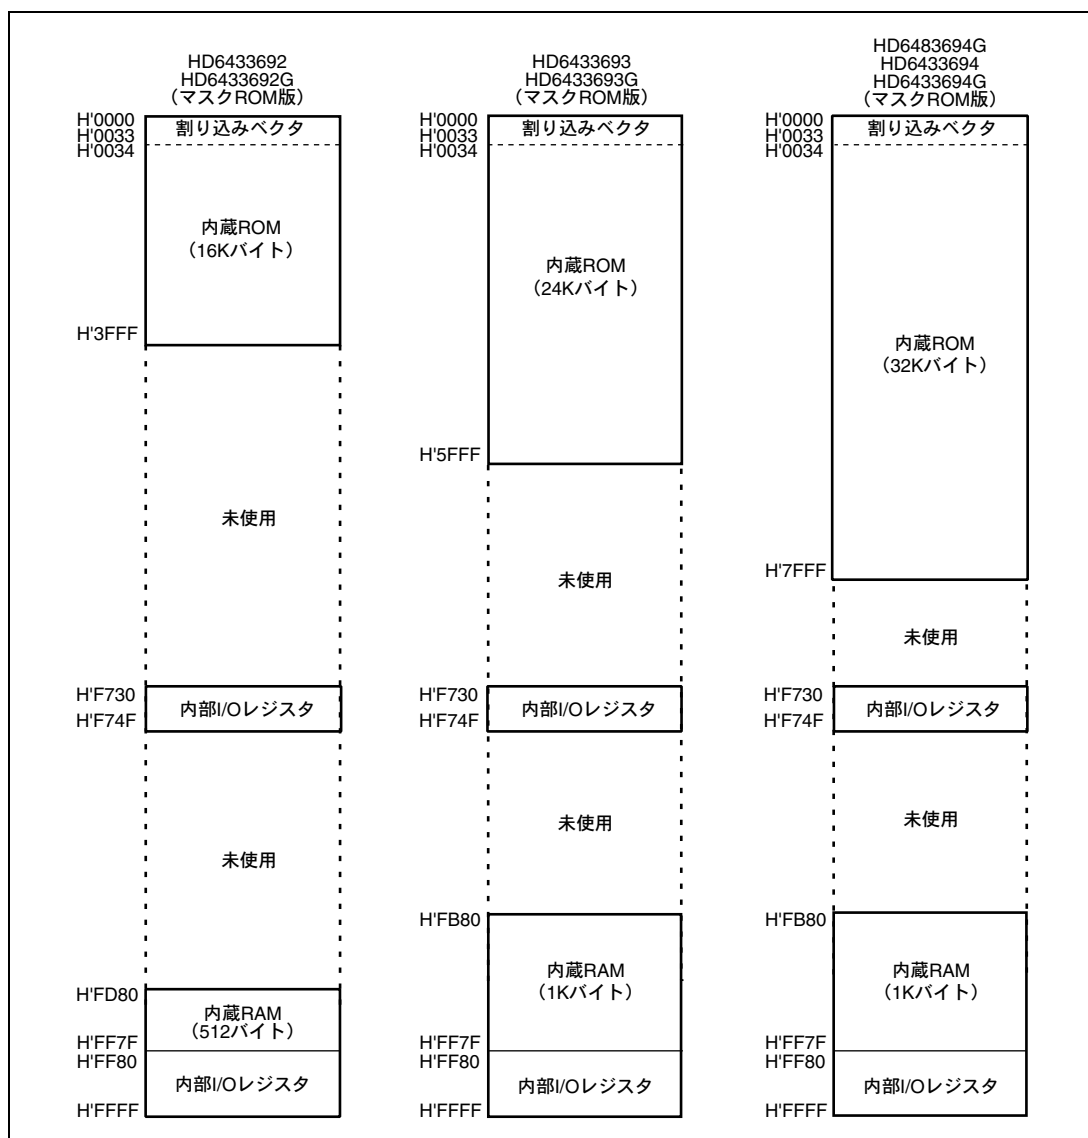 HD6433692
HD6433692G
（マスクROM版）
H'0000
H'0033
H'0034
割り込みベクタ
内蔵ROM
（16Kバイト）
H'3FFF
未使用
H'F730
H'F74F
内部I/Oレジスタ
未使用
H'FD80
内蔵RAM
（512バイト）
H'FF7F
H'FF80
内部I/Oレジスタ
H'FFFF
HD6433693
HD6433693G
（マスクROM版）
H'0000
H'0033
H'0034
割り込みベクタ
内蔵ROM
（24Kバイト）
H'5FFF
未使用
H'F730
H'F74F
内部I/Oレジスタ
未使用
H'FB80
内蔵RAM
（1Kバイト）
H'FF7F
H'FF80
内部I/Oレジスタ
H'FFFF
HD6483694G
HD6433694
HD6433694G
（マスクROM版）
H'0000
H'0033
H'0034
割り込みベクタ
内蔵ROM
（32Kバイト）
H'7FFF
未使用
H'F730
H'F74F
内部I/Oレジスタ
未使用
H'FB80
内蔵RAM
（1Kバイト）
H'FF7F
H'FF80
内部I/Oレジスタ
H'FFFF